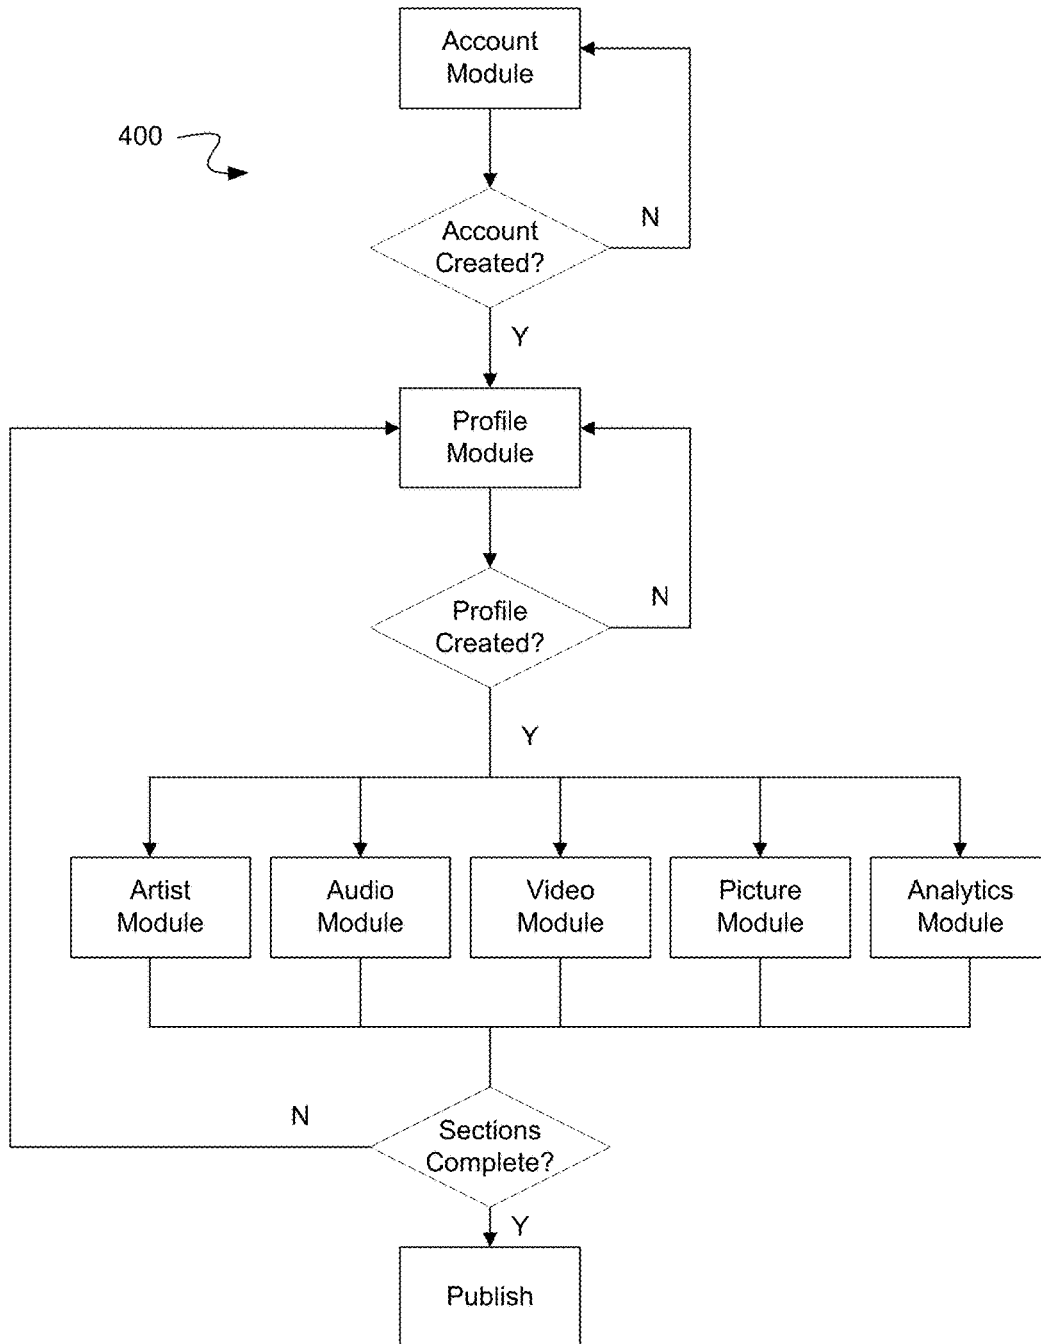 Account
Module
400
Account
Created?
N
Y
Profile
Module
Profile
Created?
N
Y
Artist
Module
Audio
Module
Video
Module
Picture
Module
Analytics
Module
N
Sections
Complete?
Y
Publish